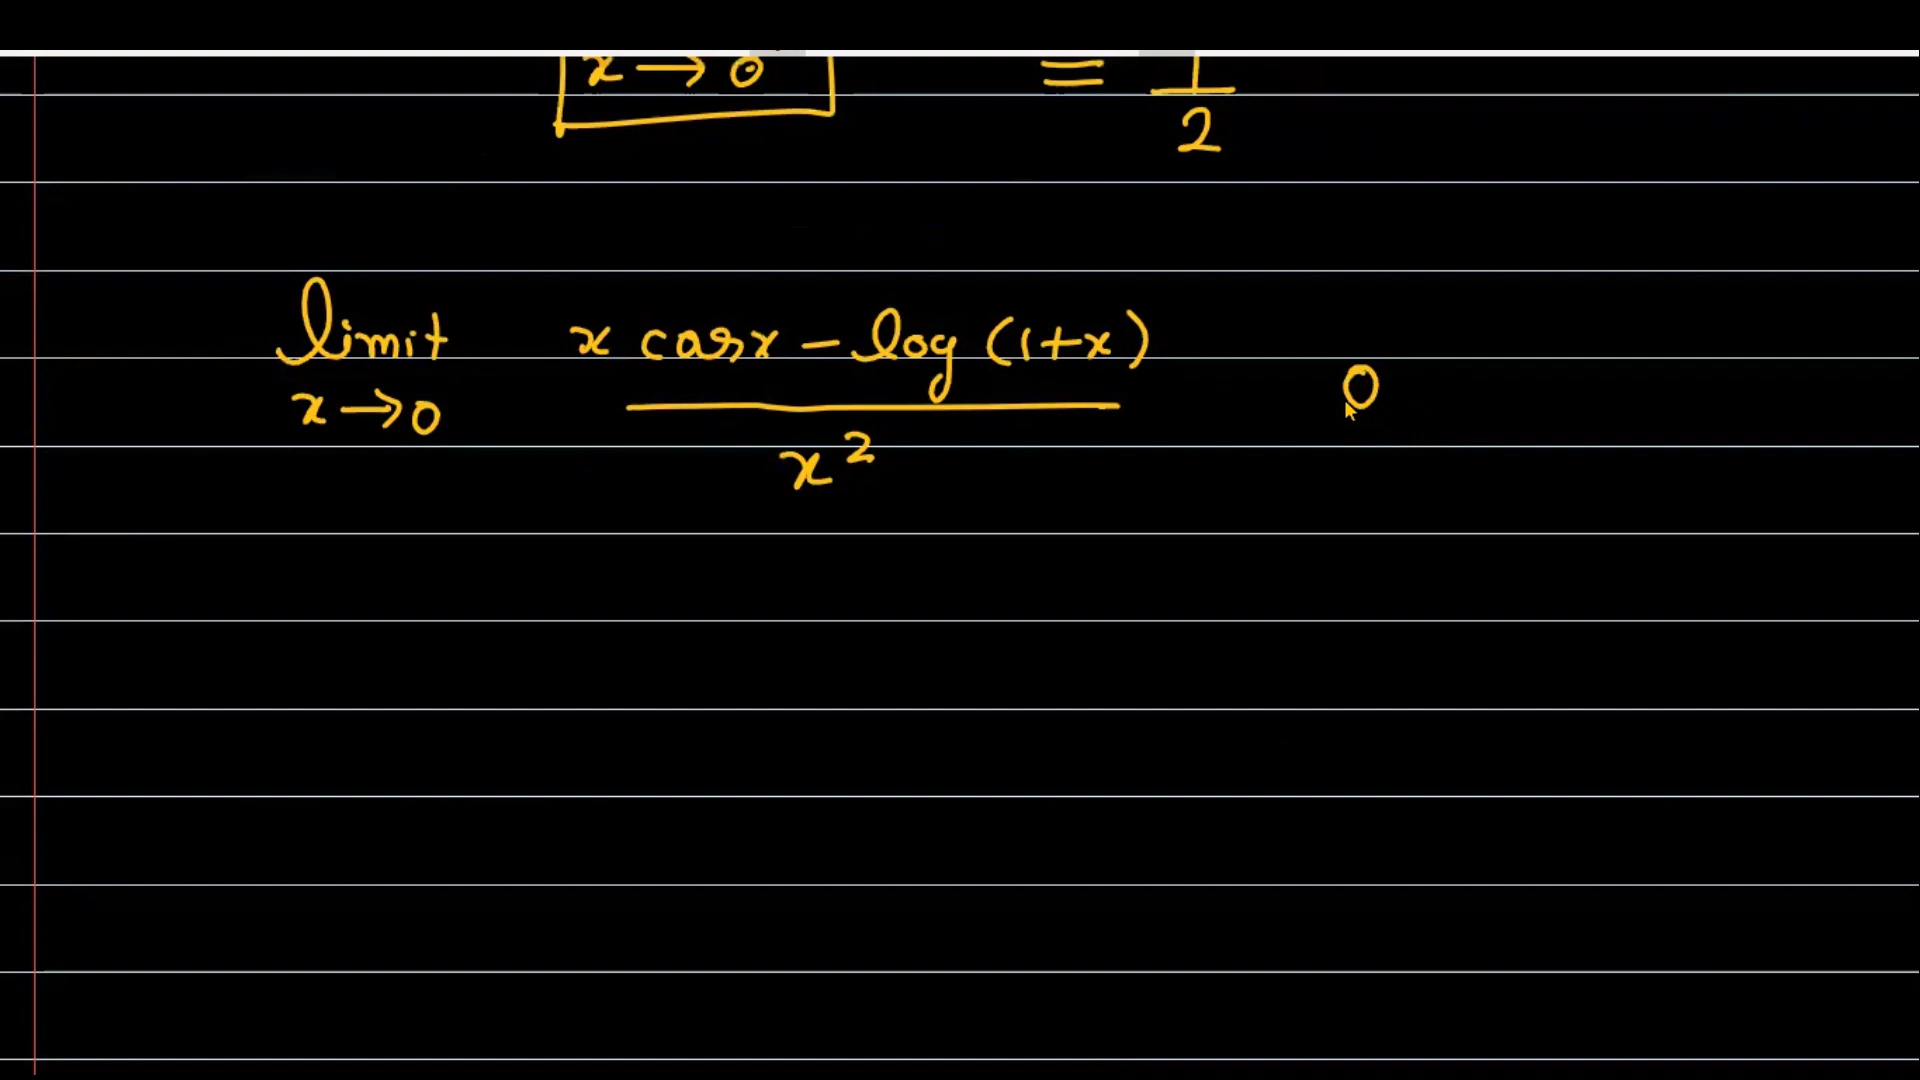 x → 0 = 1
2
limit x cosx - log (1+x)
x → 0 x² 0